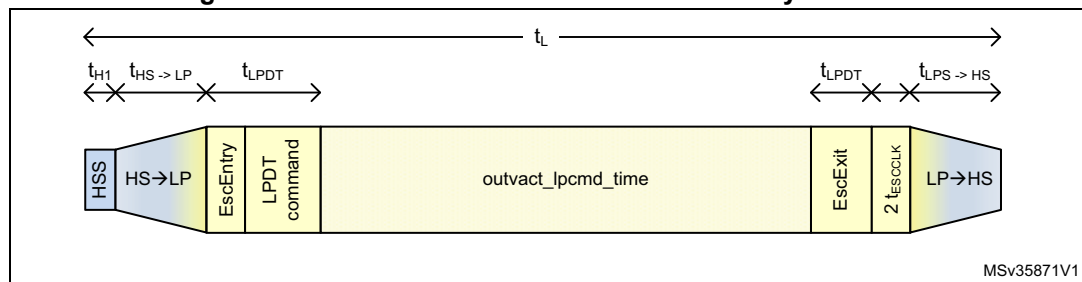 t_L
t_H1 t_HS -> LP t_LPDT t_LPDT t_LPS -> HS
HSS HS→LP EscEntry LPDT command outvact_lpcmd_time EscExit 2 t_ESCCLK LP→HS
MSv35871V1